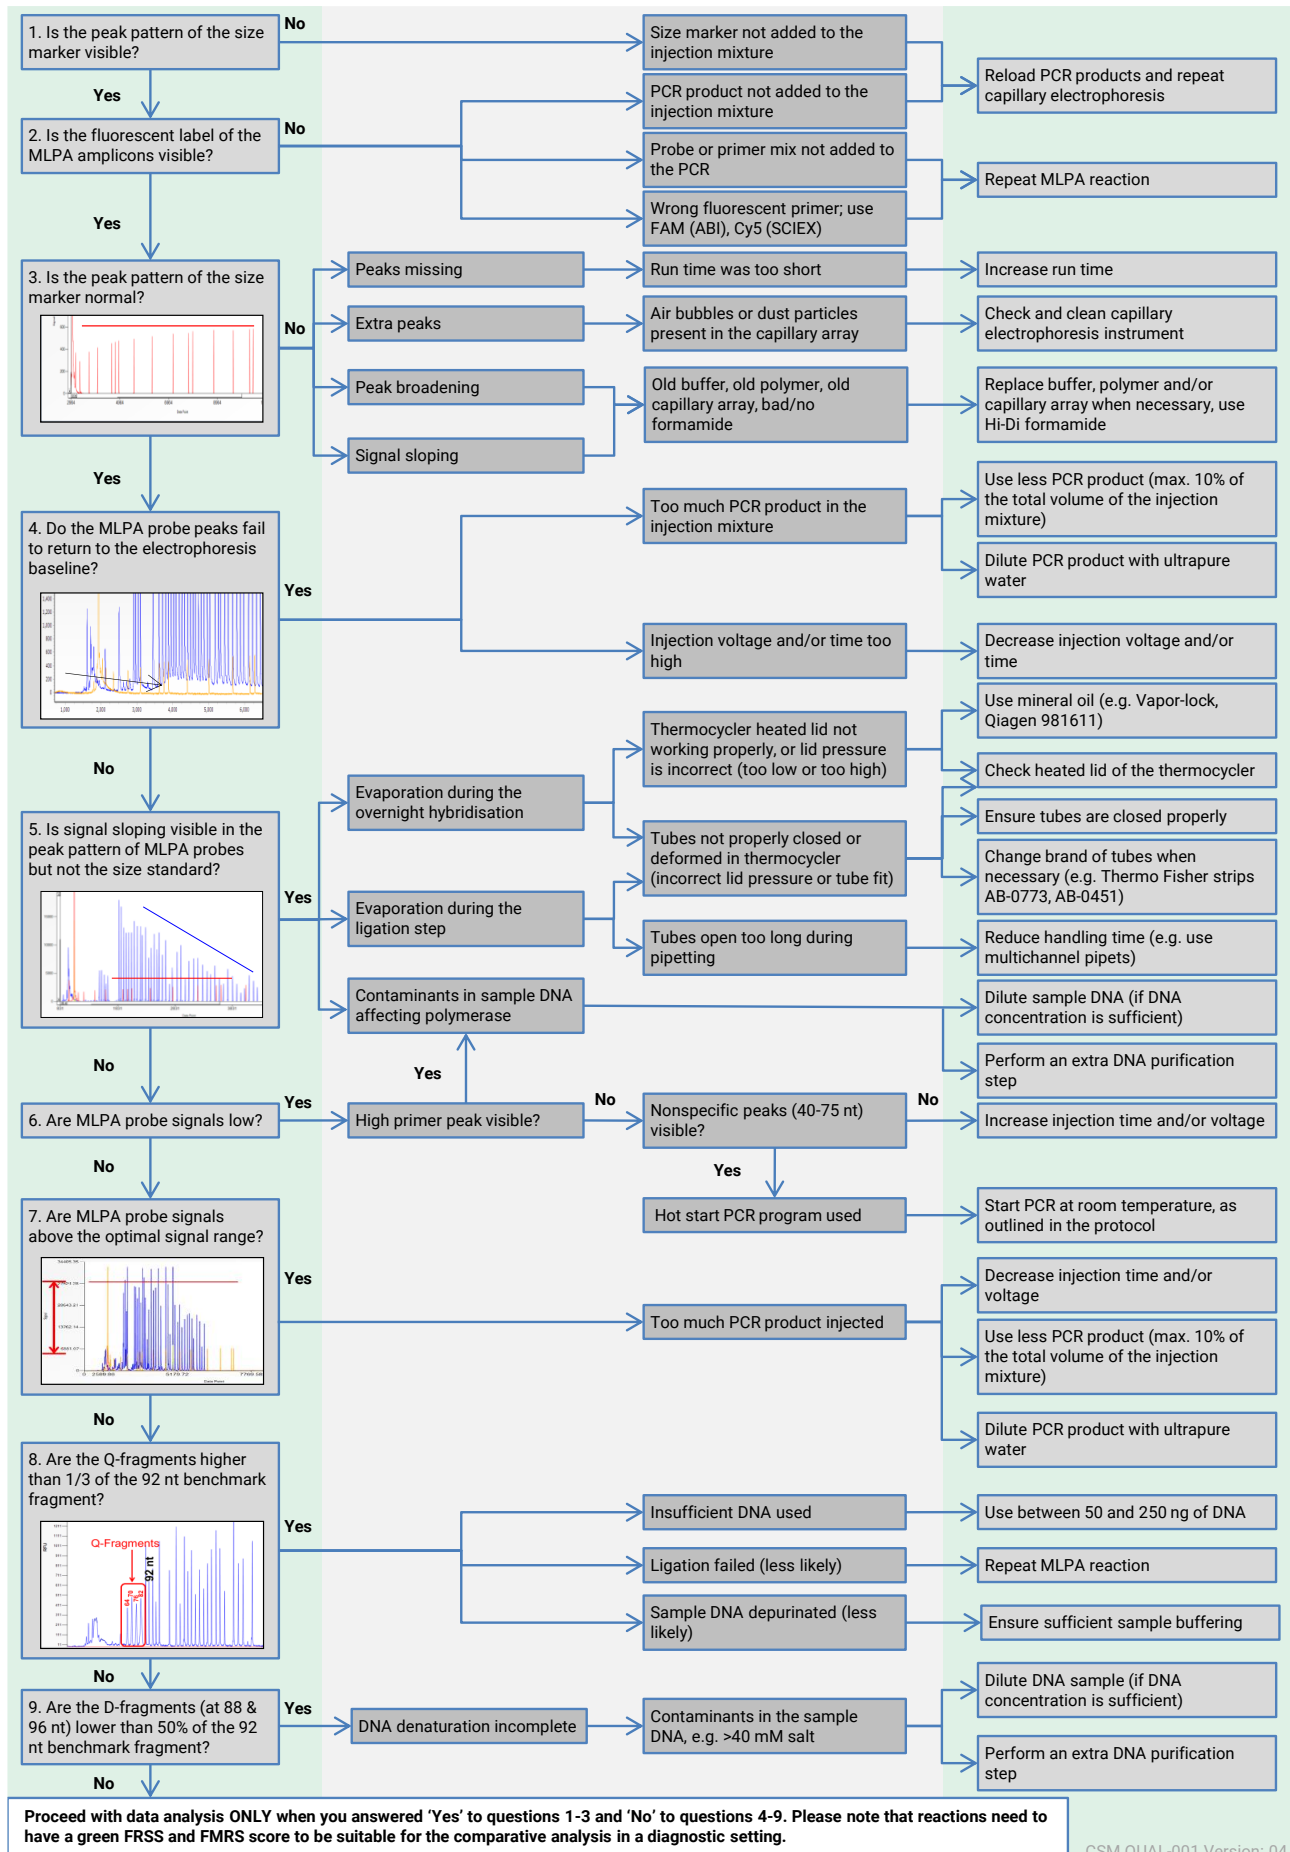 1. Is the peak pattern of the size
marker visible?
No
Size marker not added to the
injection mixture
Reload PCR products and repeat
capillary electrophoresis
Yes
PCR product not added to the
injection mixture
2. Is the fluorescent label of the
MLPA amplicons visible?
No
Probe or primer mix not added to
the PCR
Repeat MLPA reaction
Wrong fluorescent primer; use
FAM (ABI), Cy5 (SCIEX)
Yes
3. Is the peak pattern of the size
marker normal?
No
Peaks missing
Run time was too short
Increase run time
Extra peaks
Air bubbles or dust particles
present in the capillary array
Check and clean capillary
electrophoresis instrument
Peak broadening
Signal sloping
Old buffer, old polymer, old
capillary array, bad/no
formamide
Replace buffer, polymer and/or
capillary array when necessary, use
Hi-Di formamide
Yes
4. Do the MLPA probe peaks fail
to return to the electrophoresis
baseline?
1,400
1,200
1,000
800
600
400
200
0
1,000
2,000
3,000
4,000
5,000
6,000
Yes
Too much PCR product in the
injection mixture
Use less PCR product (max. 10% of
the total volume of the injection
mixture)
Dilute PCR product with ultrapure
water
Injection voltage and/or time too
high
Decrease injection voltage and/or
time
No
5. Is signal sloping visible in the
peak pattern of MLPA probes
but not the size standard?
Yes
Evaporation during the
overnight hybridisation
Thermocycler heated lid not
working properly, or lid pressure
is incorrect (too low or too high)
Use mineral oil (e.g. Vapor-lock,
Qiagen 981611)
Check heated lid of the thermocycler
Tubes not properly closed or
deformed in thermocycler
(incorrect lid pressure or tube fit)
Ensure tubes are closed properly
Change brand of tubes when
necessary (e.g. Thermo Fisher strips
AB-0773, AB-0451)
Evaporation during the
ligation step
Tubes open too long during
pipetting
Reduce handling time (e.g. use
multichannel pipets)
Contaminants in sample DNA
affecting polymerase
Dilute sample DNA (if DNA
concentration is sufficient)
Perform an extra DNA purification
step
No
Yes
6. Are MLPA probe signals low?
Yes
High primer peak visible?
No
Nonspecific peaks (40-75 nt)
visible?
No
Increase injection time and/or voltage
Yes
Hot start PCR program used
Start PCR at room temperature, as
outlined in the protocol
No
7. Are MLPA probe signals
above the optimal signal range?
Yes
Too much PCR product injected
Decrease injection time and/or
voltage
Use less PCR product (max. 10% of
the total volume of the injection
mixture)
Dilute PCR product with ultrapure
water
No
8. Are the Q-fragments higher
than 1/3 of the 92 nt benchmark
fragment?
Q-Fragments
92 nt
64
70
76
82
Yes
Insufficient DNA used
Use between 50 and 250 ng of DNA
Ligation failed (less likely)
Repeat MLPA reaction
Sample DNA depurinated (less
likely)
Ensure sufficient sample buffering
No
9. Are the D-fragments (at 88 &
96 nt) lower than 50% of the 92
nt benchmark fragment?
Yes
DNA denaturation incomplete
Contaminants in the sample
DNA, e.g. >40 mM salt
Dilute DNA sample (if DNA
concentration is sufficient)
Perform an extra DNA purification
step
No
Proceed with data analysis ONLY when you answered ‘Yes’ to questions 1-3 and ‘No’ to questions 4-9. Please note that reactions need to
have a green FRSS and FMRS score to be suitable for the comparative analysis in a diagnostic setting.